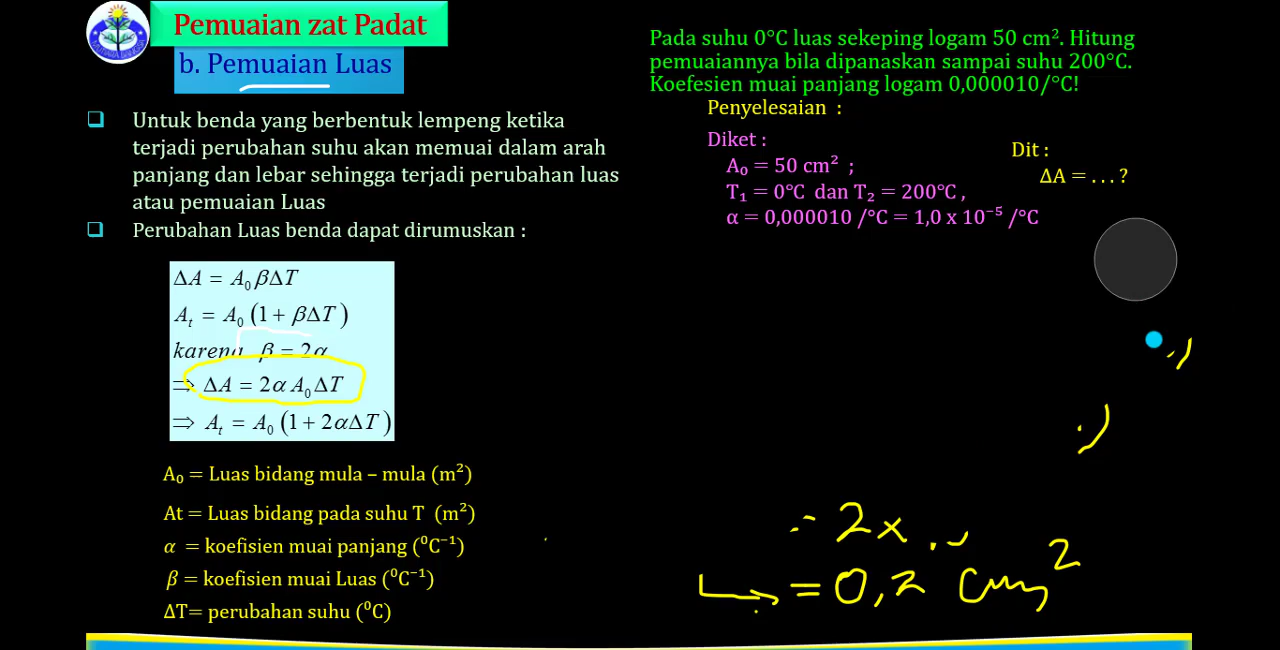 Pemuaian zat Padat
b. Pemuaian Luas
❑ Untuk benda yang berbentuk lempeng ketika
terjadi perubahan suhu akan memuai dalam arah
panjang dan lebar sehingga terjadi perubahan luas
atau pemuaian Luas
❑ Perubahan Luas benda dapat dirumuskan :
ΔA = A₀βΔT
Aₜ = A₀(1 + βΔT)
karena β = 2α
⇒ ΔA = 2αA₀ΔT
⇒ Aₜ = A₀(1 + 2αΔT)
A₀ = Luas bidang mula – mula (m²)
At = Luas bidang pada suhu T (m²)
α = koefisien muai panjang (⁰C⁻¹)
β = koefisien muai Luas (⁰C⁻¹)
ΔT= perubahan suhu (⁰C)
Pada suhu 0°C luas sekeping logam 50 cm². Hitung
pemuaiannya bila dipanaskan sampai suhu 200°C.
Koefesien muai panjang logam 0,000010/°C!
Penyelesaian :
Diket :
A₀ = 50 cm² ;
T₁ = 0°C dan T₂ = 200°C ,
α = 0,000010 /°C = 1,0 x 10⁻⁵ /°C
Dit :
ΔA = . . . ?
2 x
= 0,2 cm²